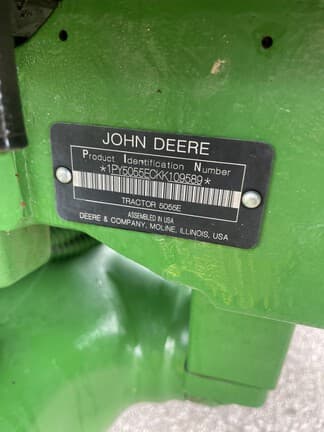 JOHN DEERE
Product Identification Number
*1PY5055ECKK109589*
TRACTOR 5055E
ASSEMBLED IN USA
DEERE & COMPANY, MOLINE, ILLINOIS, USA